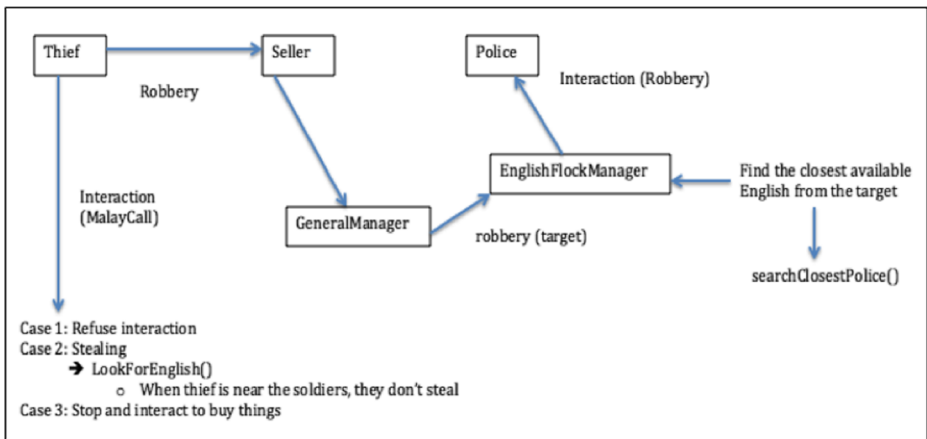 Thief
Seller
Police
Robbery
Interaction (Robbery)
EnglishFlockManager
Find the closest available
English from the target
Interaction
(MalayCall)
GeneralManager
robbery (target)
searchClosestPolice()
Case 1: Refuse interaction
Case 2: Stealing
➔ LookForEnglish()
o When thief is near the soldiers, they don't steal
Case 3: Stop and interact to buy things